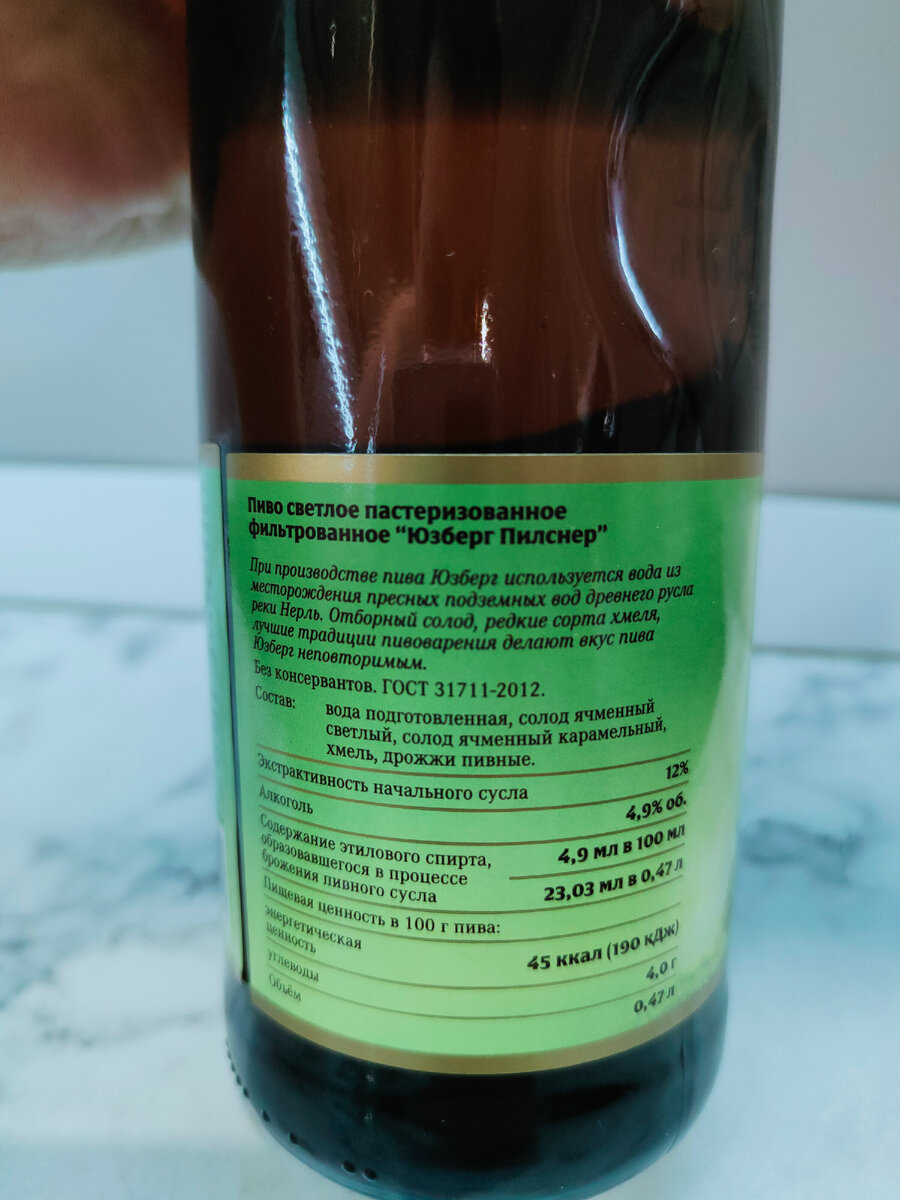 Пиво светлое пастеризованное
фильтрованное “Юзберг Пилснер”
При производстве пива Юзберг используется вода из
месторождения пресных подземных вод древнего русла
реки Нерль. Отборный солод, редкие сорта хмеля,
лучшие традиции пивоварения делают вкус пива
Юзберг неповторимым.
Без консервантов. ГОСТ 31711-2012.
Состав: вода подготовленная, солод ячменный
светлый, солод ячменный карамельный,
хмель, дрожжи пивные.
Экстрактивность начального сусла 12%
Алкоголь 4,9% об.
Содержание этилового спирта, 4,9 мл в 100 мл
образовавшегося в процессе
брожения пивного сусла 23,03 мл в 0,47 л
Пищевая ценность в 100 г пива:
энергетическая
ценность 45 ккал (190 кДж)
углеводы 4,0 г
Объём 0,47 л